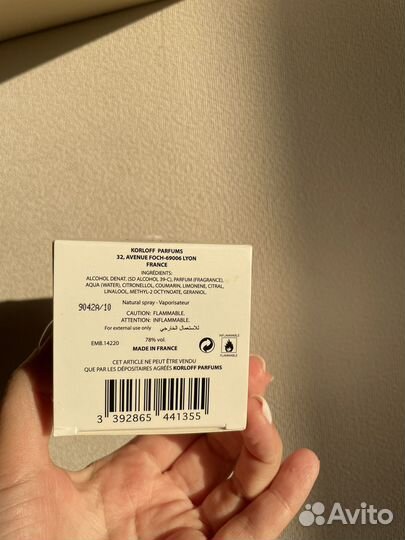 KORLOFF PARFUMS
32, AVENUE FOCH-69006 LYON
FRANCE
INGRÉDIENTS:
ALCOHOL DENAT. (SD ALCOHOL 39-C), PARFUM (FRAGRANCE),
AQUA (WATER), CITRONELLOL, COUMARIN, LIMONENE, CITRAL,
LINALOOL, METHYL-2 OCTYNOATE, GERANIOL.
9042A/10
Natural spray - Vaporisateur
CAUTION: FLAMMABLE.
ATTENTION: INFLAMMABLE.
For external use only للاستعمال الخارجي
EMB.14220
78% vol.
MADE IN FRANCE
INFLAMMABLE
FLAMMABLE
CET ARTICLE NE PEUT ÊTRE VENDU
QUE PAR LES DÉPOSITAIRES AGRÉÉS KORLOFF PARFUMS
3 392865 441355
Avito